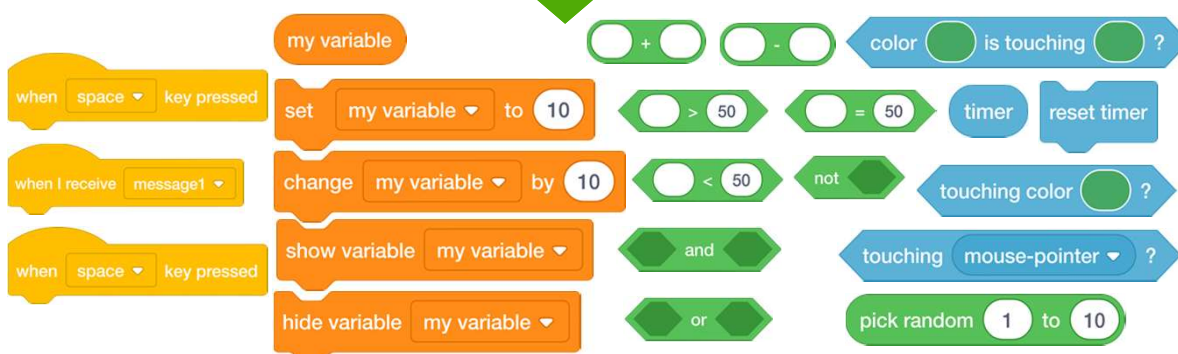 when space key pressed
when I receive message1
when space key pressed
my variable
set my variable to 10
change my variable by 10
show variable my variable
hide variable my variable
+
-
> 50
= 50
< 50
not
and
or
color is touching ?
timer
reset timer
touching color ?
touching mouse-pointer ?
pick random 1 to 10